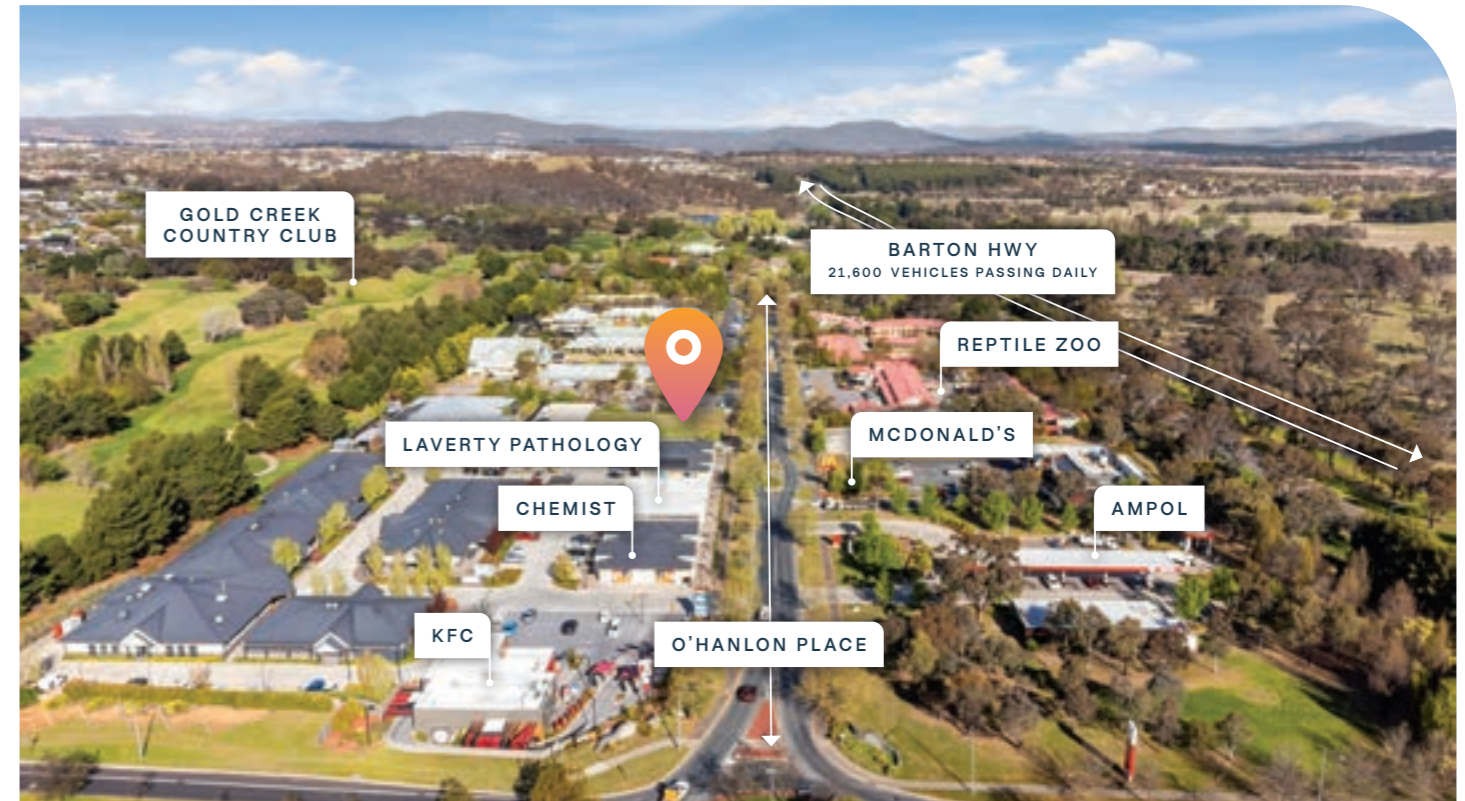 GOLD CREEK
COUNTRY CLUB
BARTON HWY
21,600 VEHICLES PASSING DAILY
REPTILE ZOO
MCDONALD'S
LAVERTY PATHOLOGY
CHEMIST
AMPOL
KFC
O'HANLON PLACE